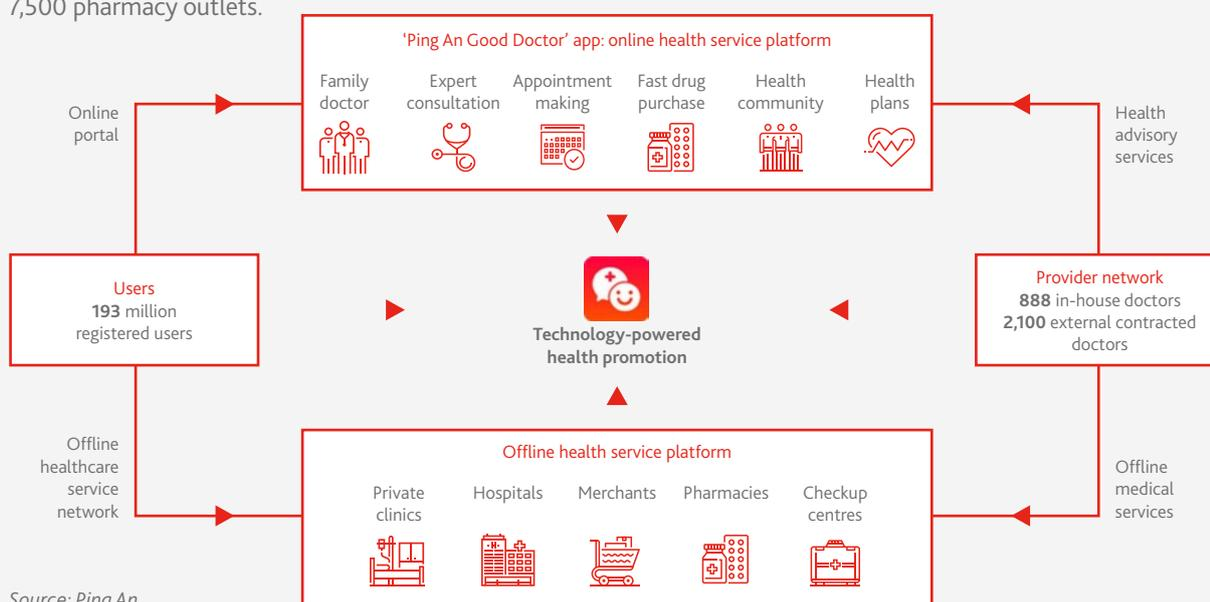 7,500 pharmacy outlets.
‘Ping An Good Doctor’ app: online health service platform
Family
doctor
Expert
consultation
Appointment
making
Fast drug
purchase
Health
community
Health
plans
Online
portal
Health
advisory
services
Users
193 million
registered users
Technology-powered
health promotion
Provider network
888 in-house doctors
2,100 external contracted
doctors
Offline
healthcare
service
network
Offline health service platform
Private
clinics
Hospitals
Merchants
Pharmacies
Checkup
centres
Offline
medical
services
Source: Ping An